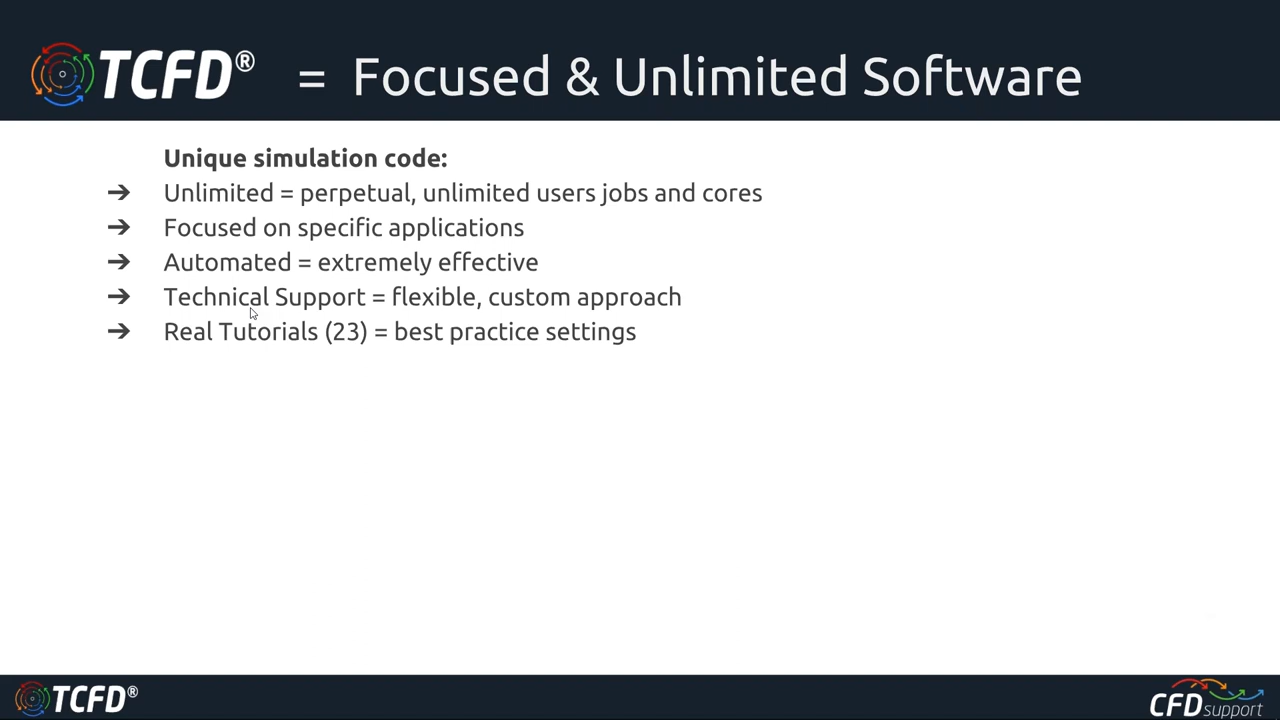 TCFD® = Focused & Unlimited Software
Unique simulation code:
➔ Unlimited = perpetual, unlimited users jobs and cores
➔ Focused on specific applications
➔ Automated = extremely effective
➔ Technical Support = flexible, custom approach
➔ Real Tutorials (23) = best practice settings
TCFD®
CFD support